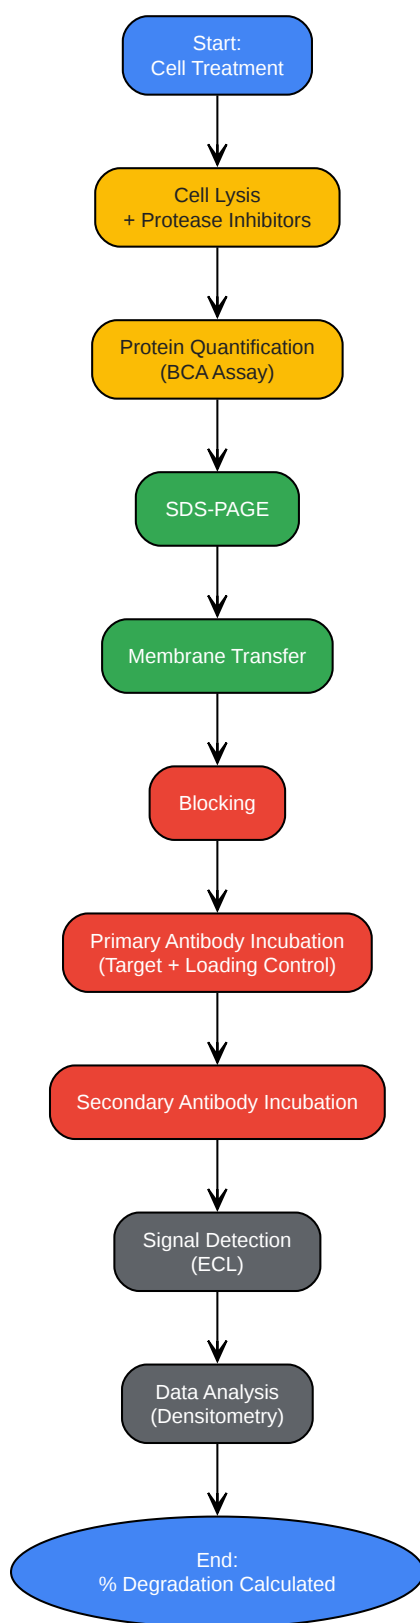 Start:
Cell Treatment
Cell Lysis
+ Protease Inhibitors
Protein Quantification
(BCA Assay)
SDS-PAGE
Membrane Transfer
Blocking
Primary Antibody Incubation
(Target + Loading Control)
Secondary Antibody Incubation
Signal Detection
(ECL)
Data Analysis
(Densitometry)
End:
% Degradation Calculated